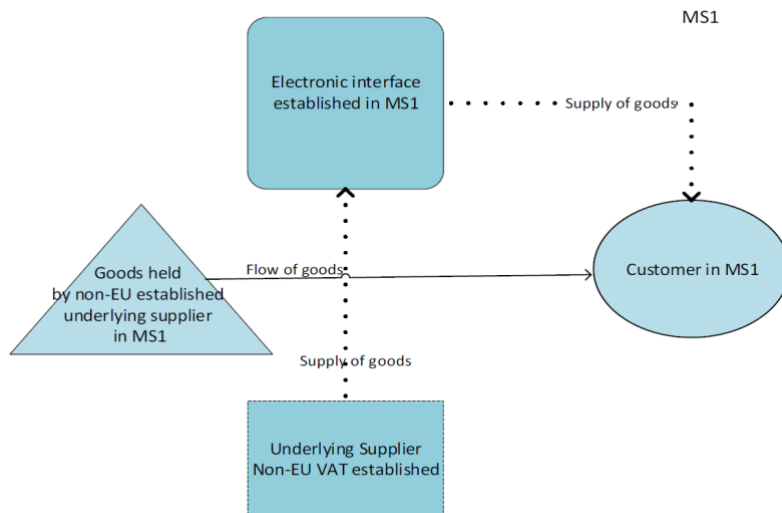 MS1
Electronic interface
established in MS1
Supply of goods
Goods held
by non-EU established
underlying supplier
in MS1
Flow of goods
Customer in MS1
Supply of goods
Underlying Supplier
Non-EU VAT established